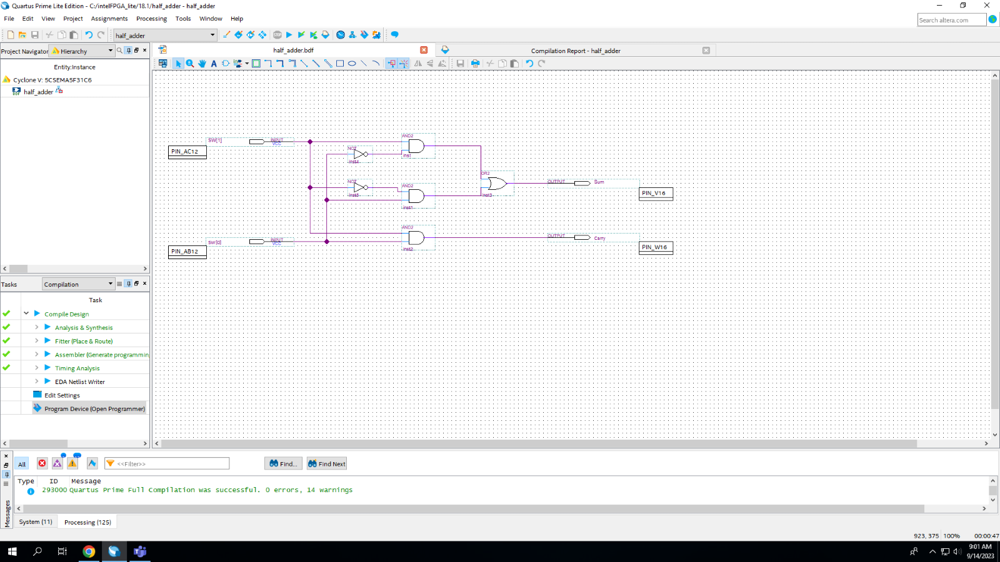 Quartus Prime Lite Edition - C:/intelFPGA_lite/18.1/half_adder - half_adder
File Edit View Project Assignments Processing Tools Window Help
Search altera.com
half_adder
Project Navigator Hierarchy
half_adder.bdf
Compilation Report - half_adder
Entity:Instance
Cyclone V: 5CSEMA5F31C6
half_adder
AND2
SW[1] INPUT
VCC
PIN_AC12
NOT
inst4
OR2
OUTPUT Sum
NOT
AND2
PIN_V16
inst5
inst3
inst1
AND2
OUTPUT Carry
SW[0] INPUT
VCC
PIN_AB12
inst2
PIN_W16
Tasks Compilation
Task
Compile Design
Analysis & Synthesis
Fitter (Place & Route)
Assembler (Generate programmin
Timing Analysis
EDA Netlist Writer
Edit Settings
Program Device (Open Programmer)
All <<Filter>> Find... Find Next
Type ID Message
293000 Quartus Prime Full Compilation was successful. 0 errors, 14 warnings
Messages
System (11) Processing (125)
923, 375 100% 00:00:47
9:01 AM
9/14/2023